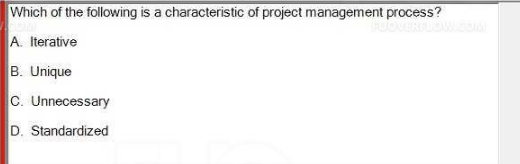 Which of the following is a characteristic of project management process?
A. Iterative
B. Unique
C. Unnecessary
D. Standardized